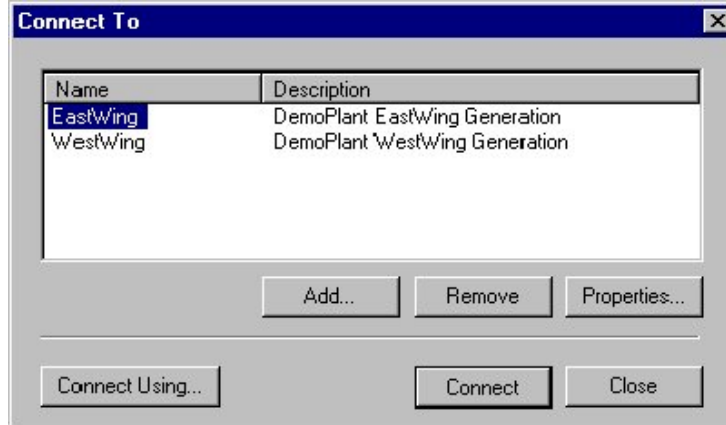 Connect To
Name Description
EastWing DemoPlant EastWing Generation
WestWing DemoPlant WestWing Generation
Add... Remove Properties...
Connect Using... Connect Close